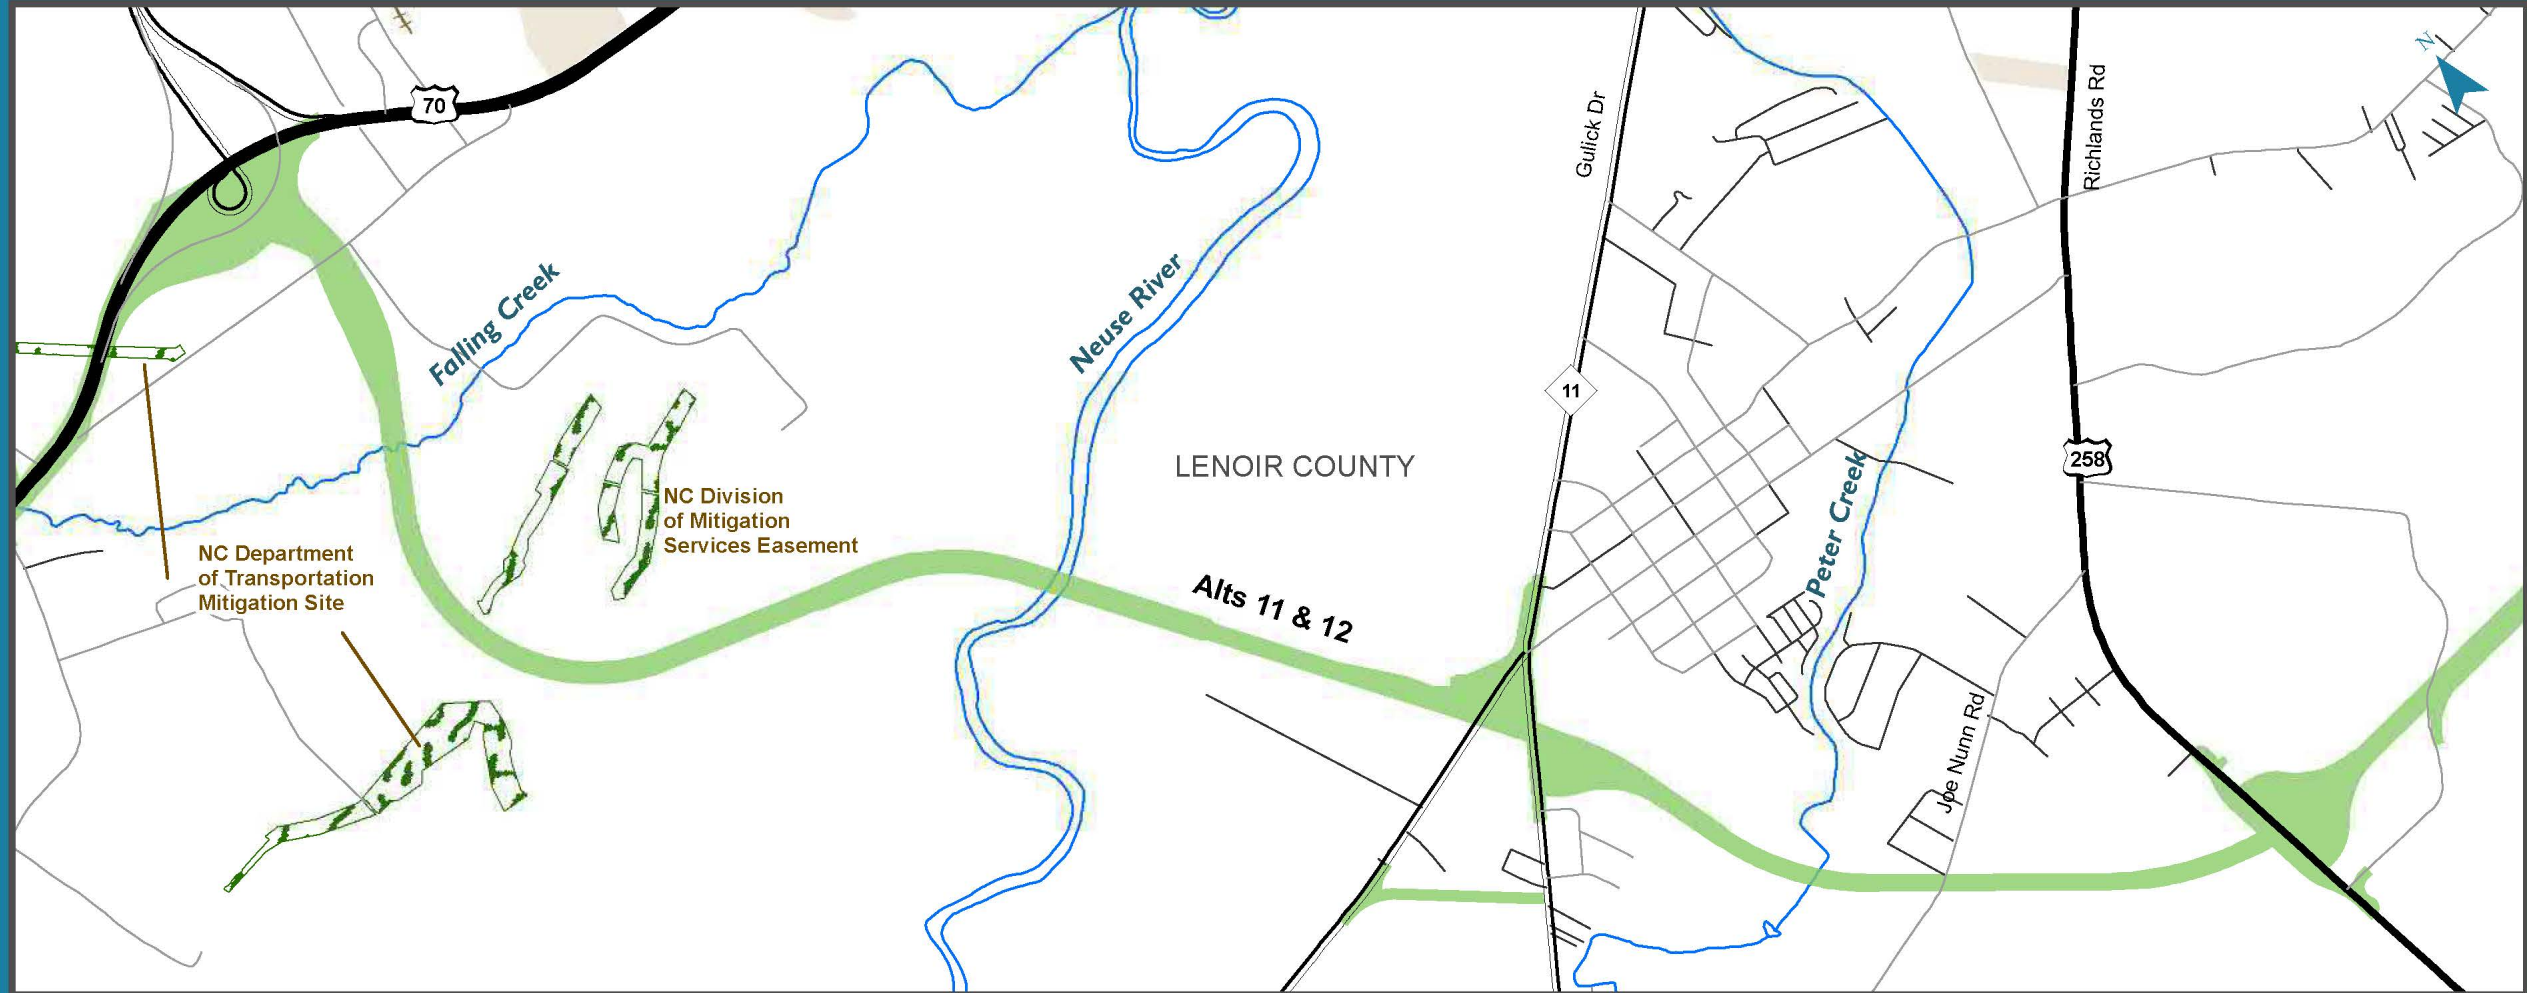 70
N
Gulick Dr
Richlands Rd
Falling Creek
Neuse River
11
LENOIR COUNTY
258
Peter Creek
NC Division
of Mitigation
Services Easement
NC Department
of Transportation
Mitigation Site
Alts 11 & 12
Joe Nunn Rd